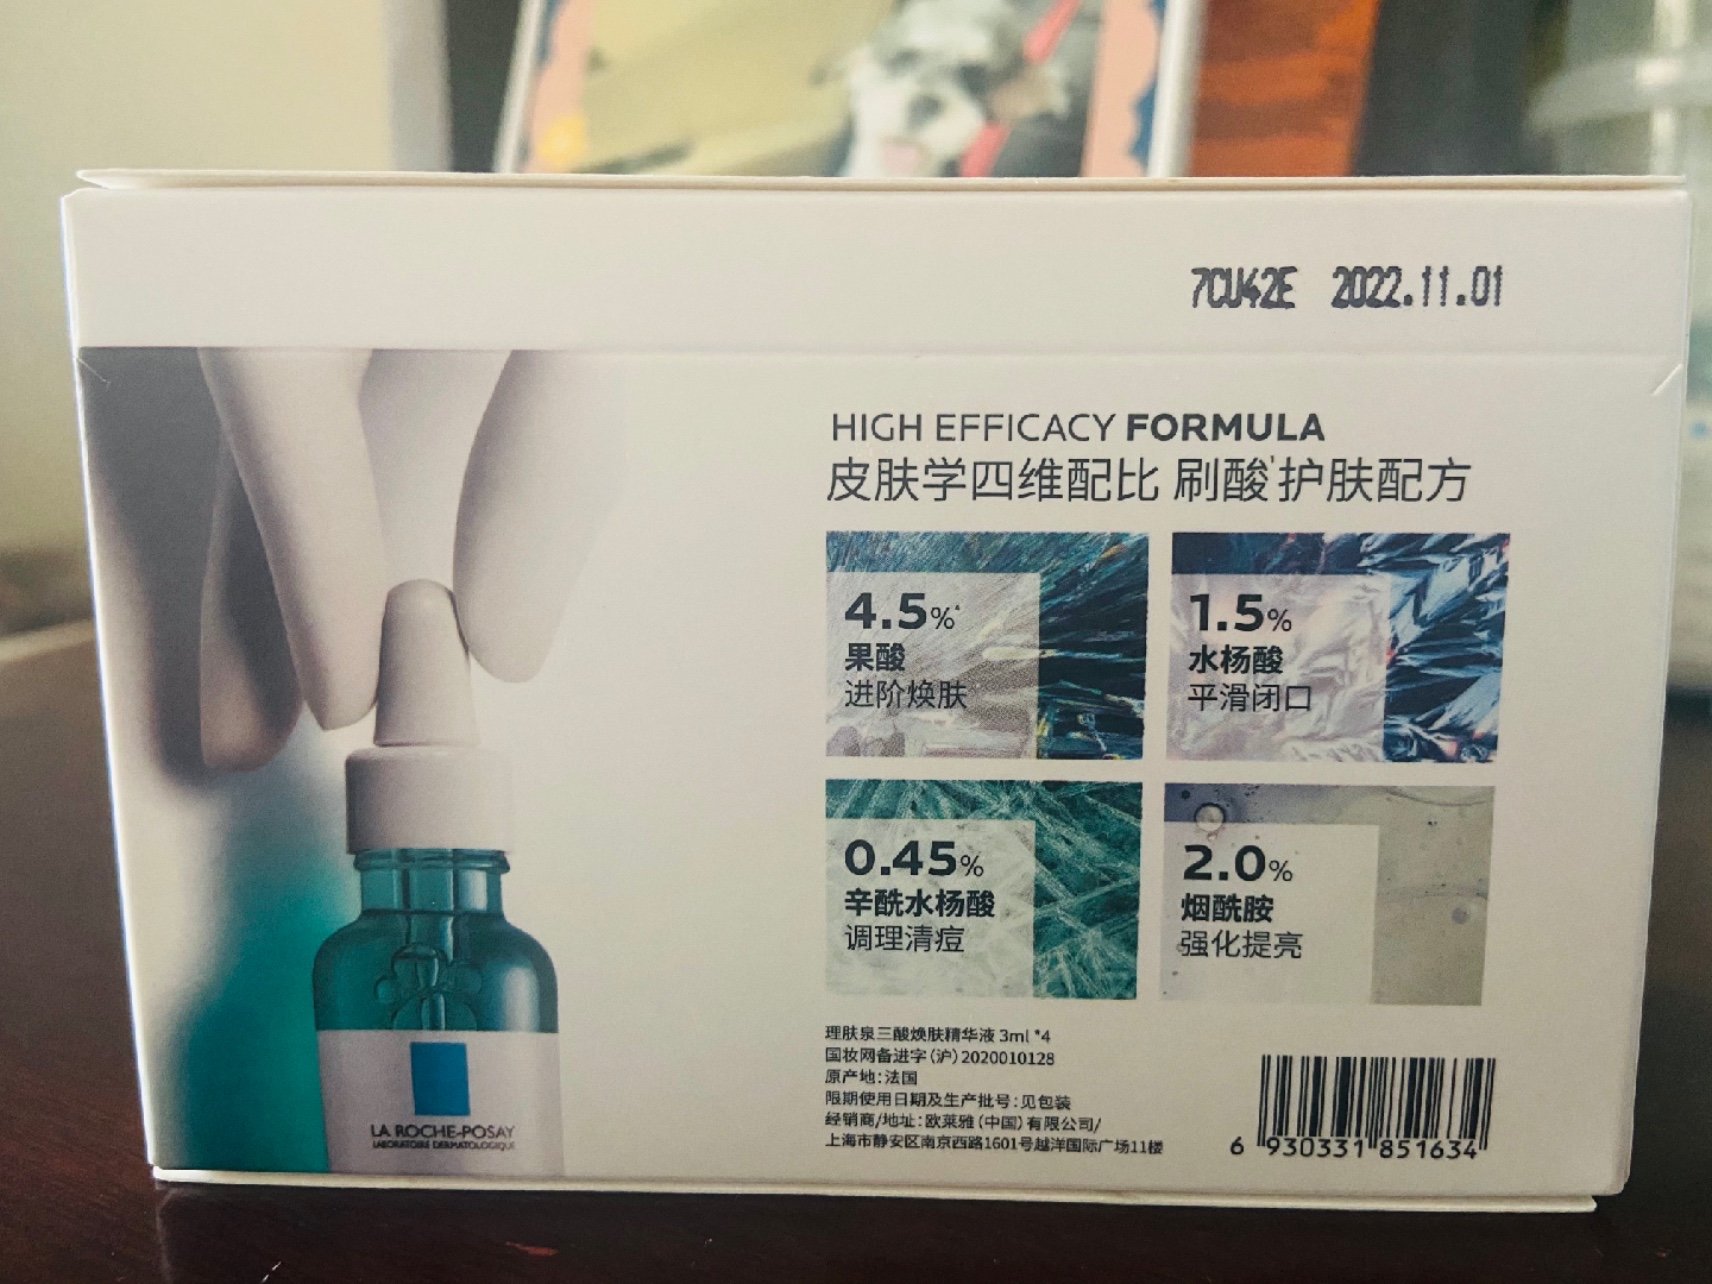 7CU42E 2022.11.01
HIGH EFFICACY FORMULA
皮肤学四维配比 刷酸'护肤配方
4.5%*
果酸
进阶焕肤
1.5%
水杨酸
平滑闭口
0.45%
辛酰水杨酸
调理清痘
2.0%
烟酰胺
强化提亮
理肤泉三酸焕肤精华液 3ml *4
国妆网备进字(沪)2020010128
原产地:法国
限期使用日期及生产批号:见包装
经销商/地址:欧莱雅(中国)有限公司/
上海市静安区南京西路1601号越洋国际广场11楼
6 930331 851634
LA ROCHE-POSAY
LABORATOIRE DERMATOLOGIQUE